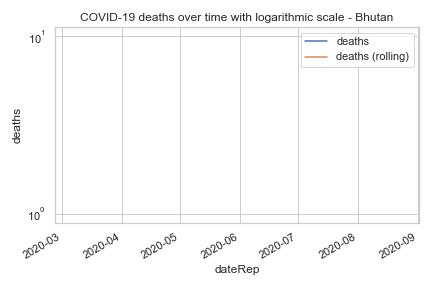 COVID-19 deaths over time with logarithmic scale - Bhutan
10¹
deaths
deaths (rolling)
deaths
10⁰
2020-03
2020-04
2020-05
2020-06
2020-07
2020-08
2020-09
dateRep